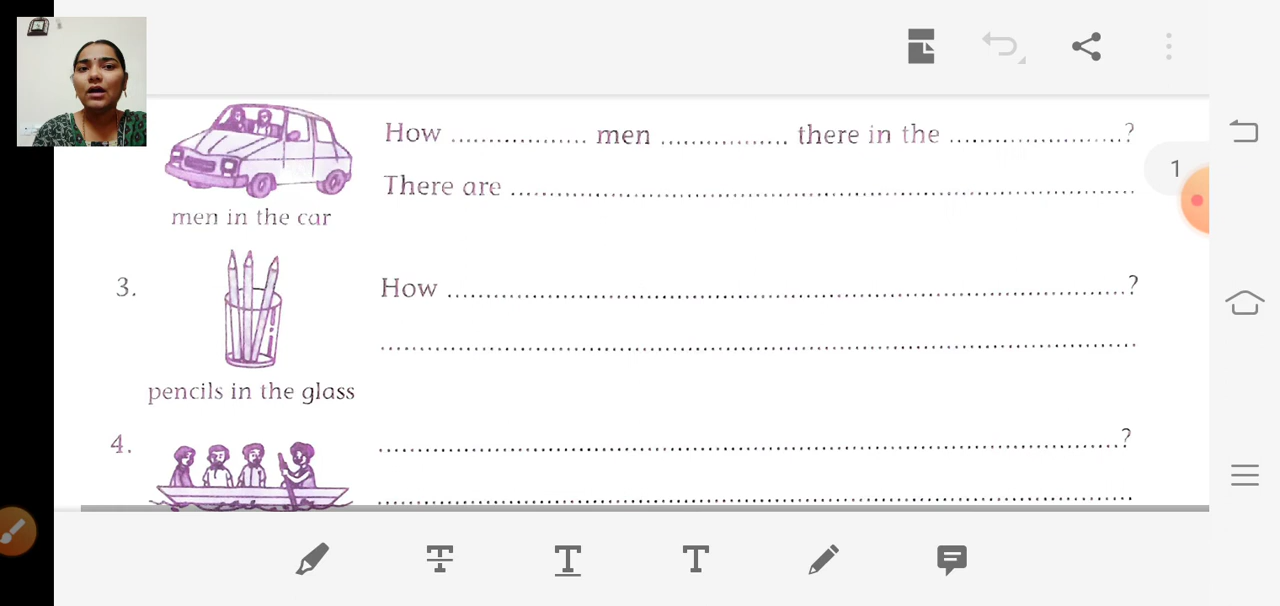 How ............... men ............... there in the .....................?
There are ........................................................................
men in the car
1
3.
How .......................................................................?
................................................................................
pencils in the glass
4.
...............................................................................?
................................................................................
T
T
T